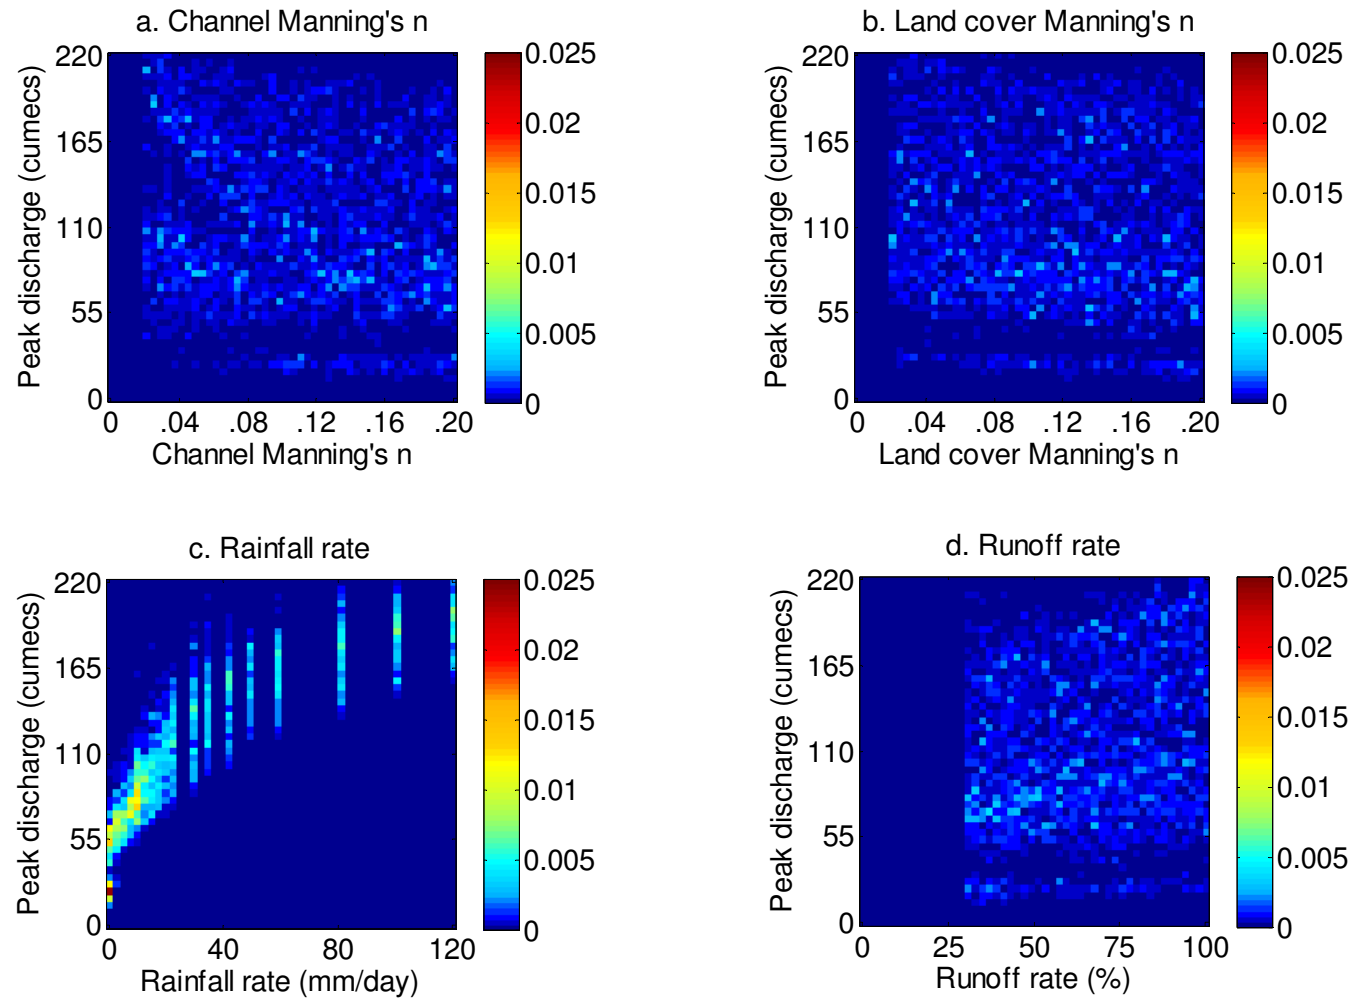 a. Channel Manning's n
Peak discharge (cumecs)
220
165
110
55
0
0 .04 .08 .12 .16 .20
Channel Manning's n
0.025
0.02
0.015
0.01
0.005
0
b. Land cover Manning's n
Peak discharge (cumecs)
220
165
110
55
0
0 .04 .08 .12 .16 .20
Land cover Manning's n
0.025
0.02
0.015
0.01
0.005
0
c. Rainfall rate
Peak discharge (cumecs)
220
165
110
55
0
0 40 80 120
Rainfall rate (mm/day)
0.025
0.02
0.015
0.01
0.005
0
d. Runoff rate
Peak discharge (cumecs)
220
165
110
55
0
0 25 50 75 100
Runoff rate (%)
0.025
0.02
0.015
0.01
0.005
0